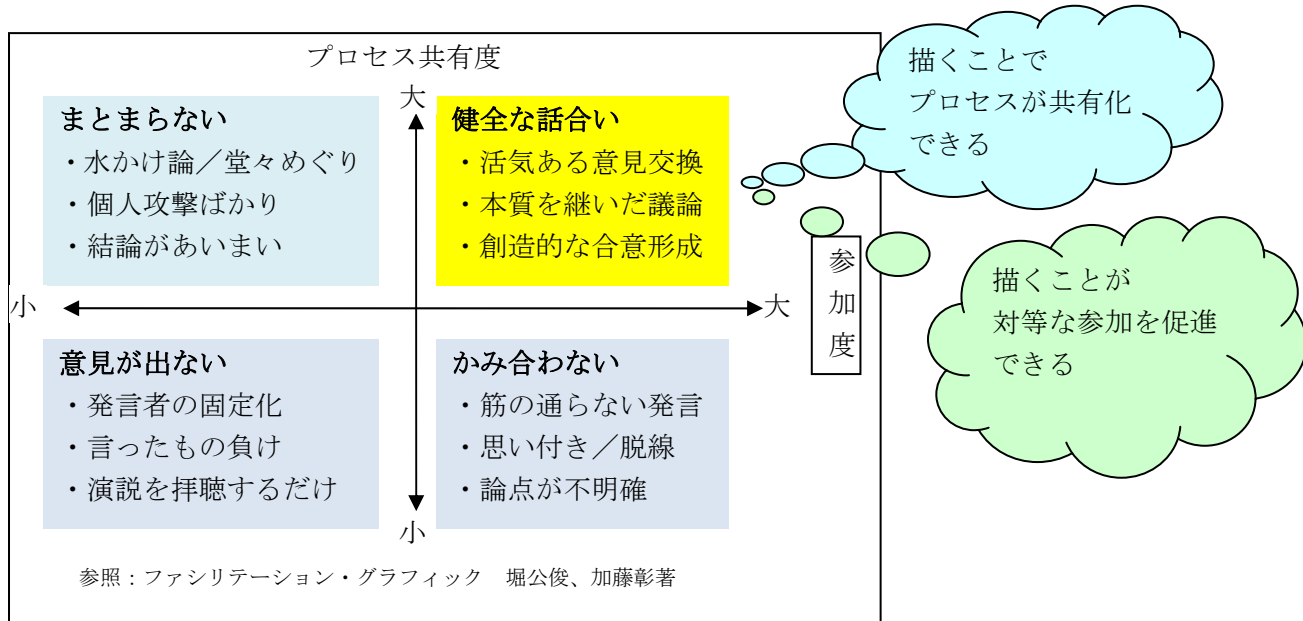 プロセス共有度
大
まとまらない
・水かけ論／堂々めぐり
・個人攻撃ばかり
・結論があいまい
健全な話合い
・活気ある意見交換
・本質を継いだ議論
・創造的な合意形成
小
大
参加度
意見が出ない
・発言者の固定化
・言ったもの負け
・演説を拝聴するだけ
かみ合わない
・筋の通らない発言
・思い付き／脱線
・論点が不明確
小
参照：ファシリテーション・グラフィック　堀公俊、加藤彰著
描くことで
プロセスが共有化
できる
描くことが
対等な参加を促進
できる